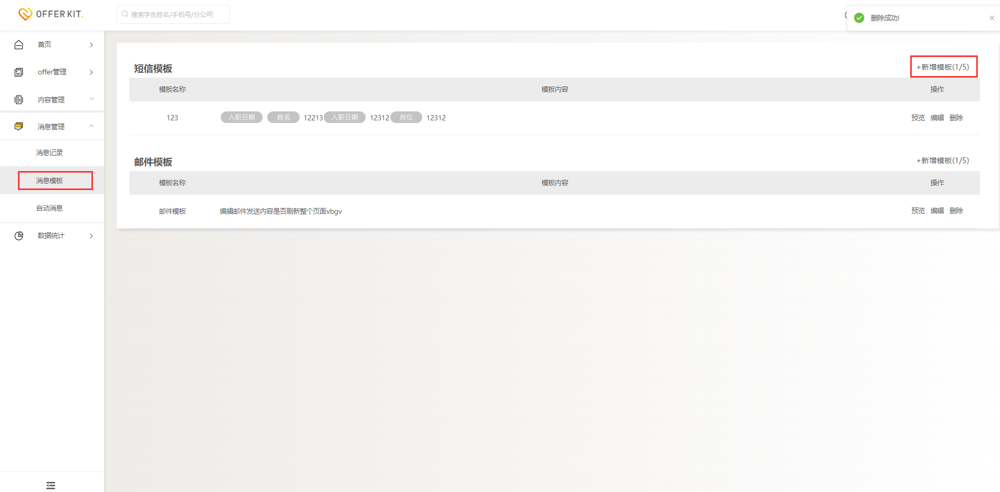 OFFER KIT.
搜索学生姓名/手机号/分公司
删除成功!
首页
offer管理
内容管理
消息管理
消息记录
消息模板
自动消息
数据统计
短信模板
+新增模板(1/5)
模板名称 模板内容 操作
123 入职日期 姓名 12213 入职日期 12312 岗位 12312 预览 编辑 删除
邮件模板
+新增模板(1/5)
模板名称 模板内容 操作
邮件模板 编辑邮件发送内容是否刷新整个页面vbgv 预览 编辑 删除